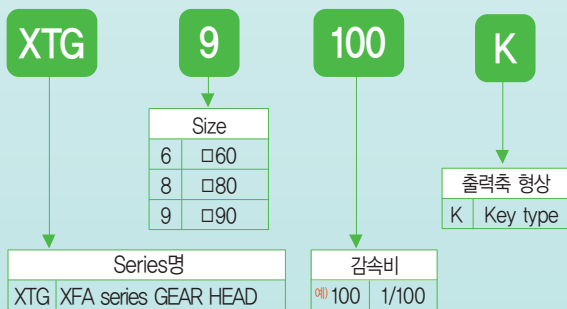 XTG 9 100 K
Size
6 □60
8 □80
9 □90
출력축 형상
K Key type
Series명
XTG XFA series GEAR HEAD
감속비
예) 100 1/100